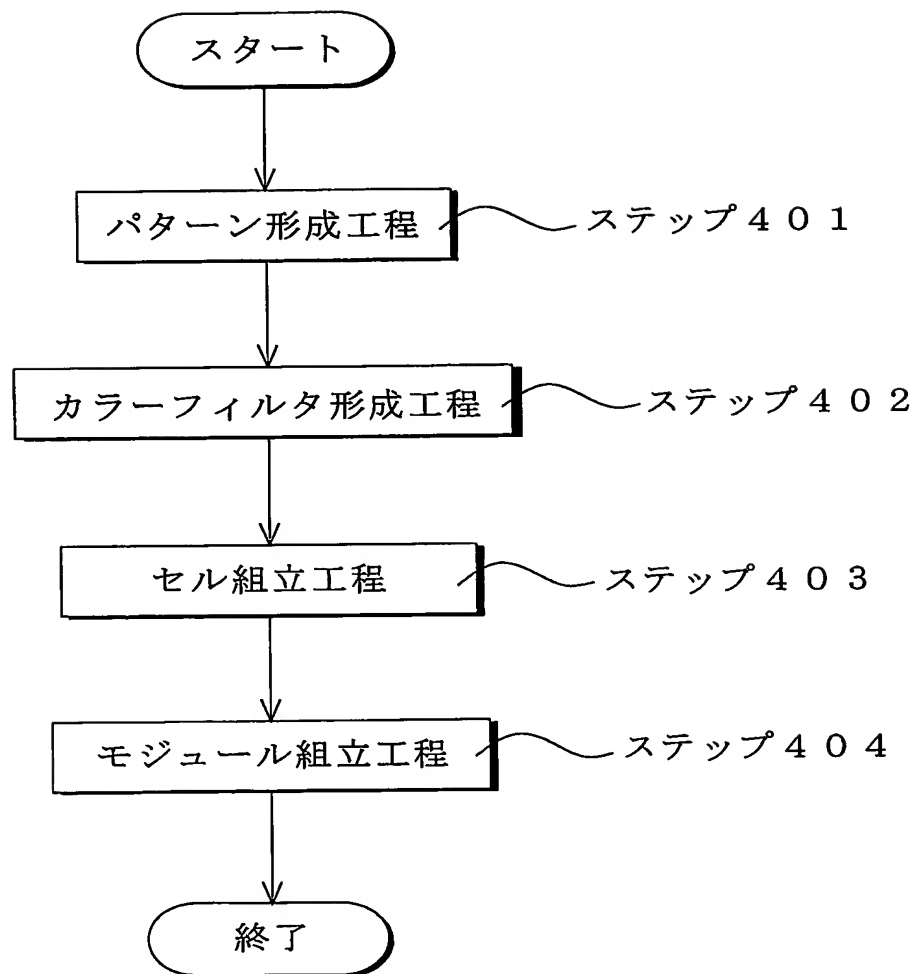 スタート
パターン形成工程
ステップ４０１
カラーフィルタ形成工程
ステップ４０２
セル組立工程
ステップ４０３
モジュール組立工程
ステップ４０４
終了